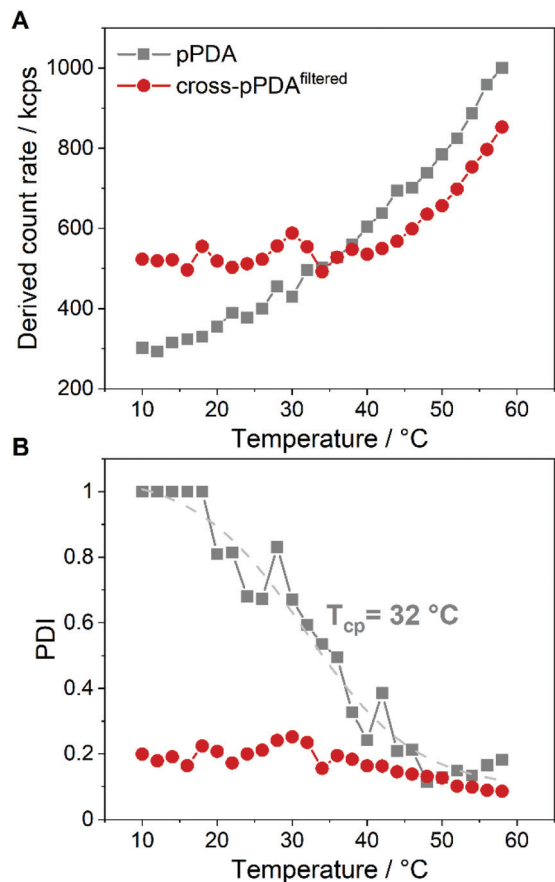 A
pPDA
cross-pPDA^filtered
1000
800
600
400
200
Derived count rate / kcps
10 20 30 40 50 60
Temperature / °C
B
1
0.8
0.6
0.4
0.2
0
PDI
T_cp= 32 °C
10 20 30 40 50 60
Temperature / °C